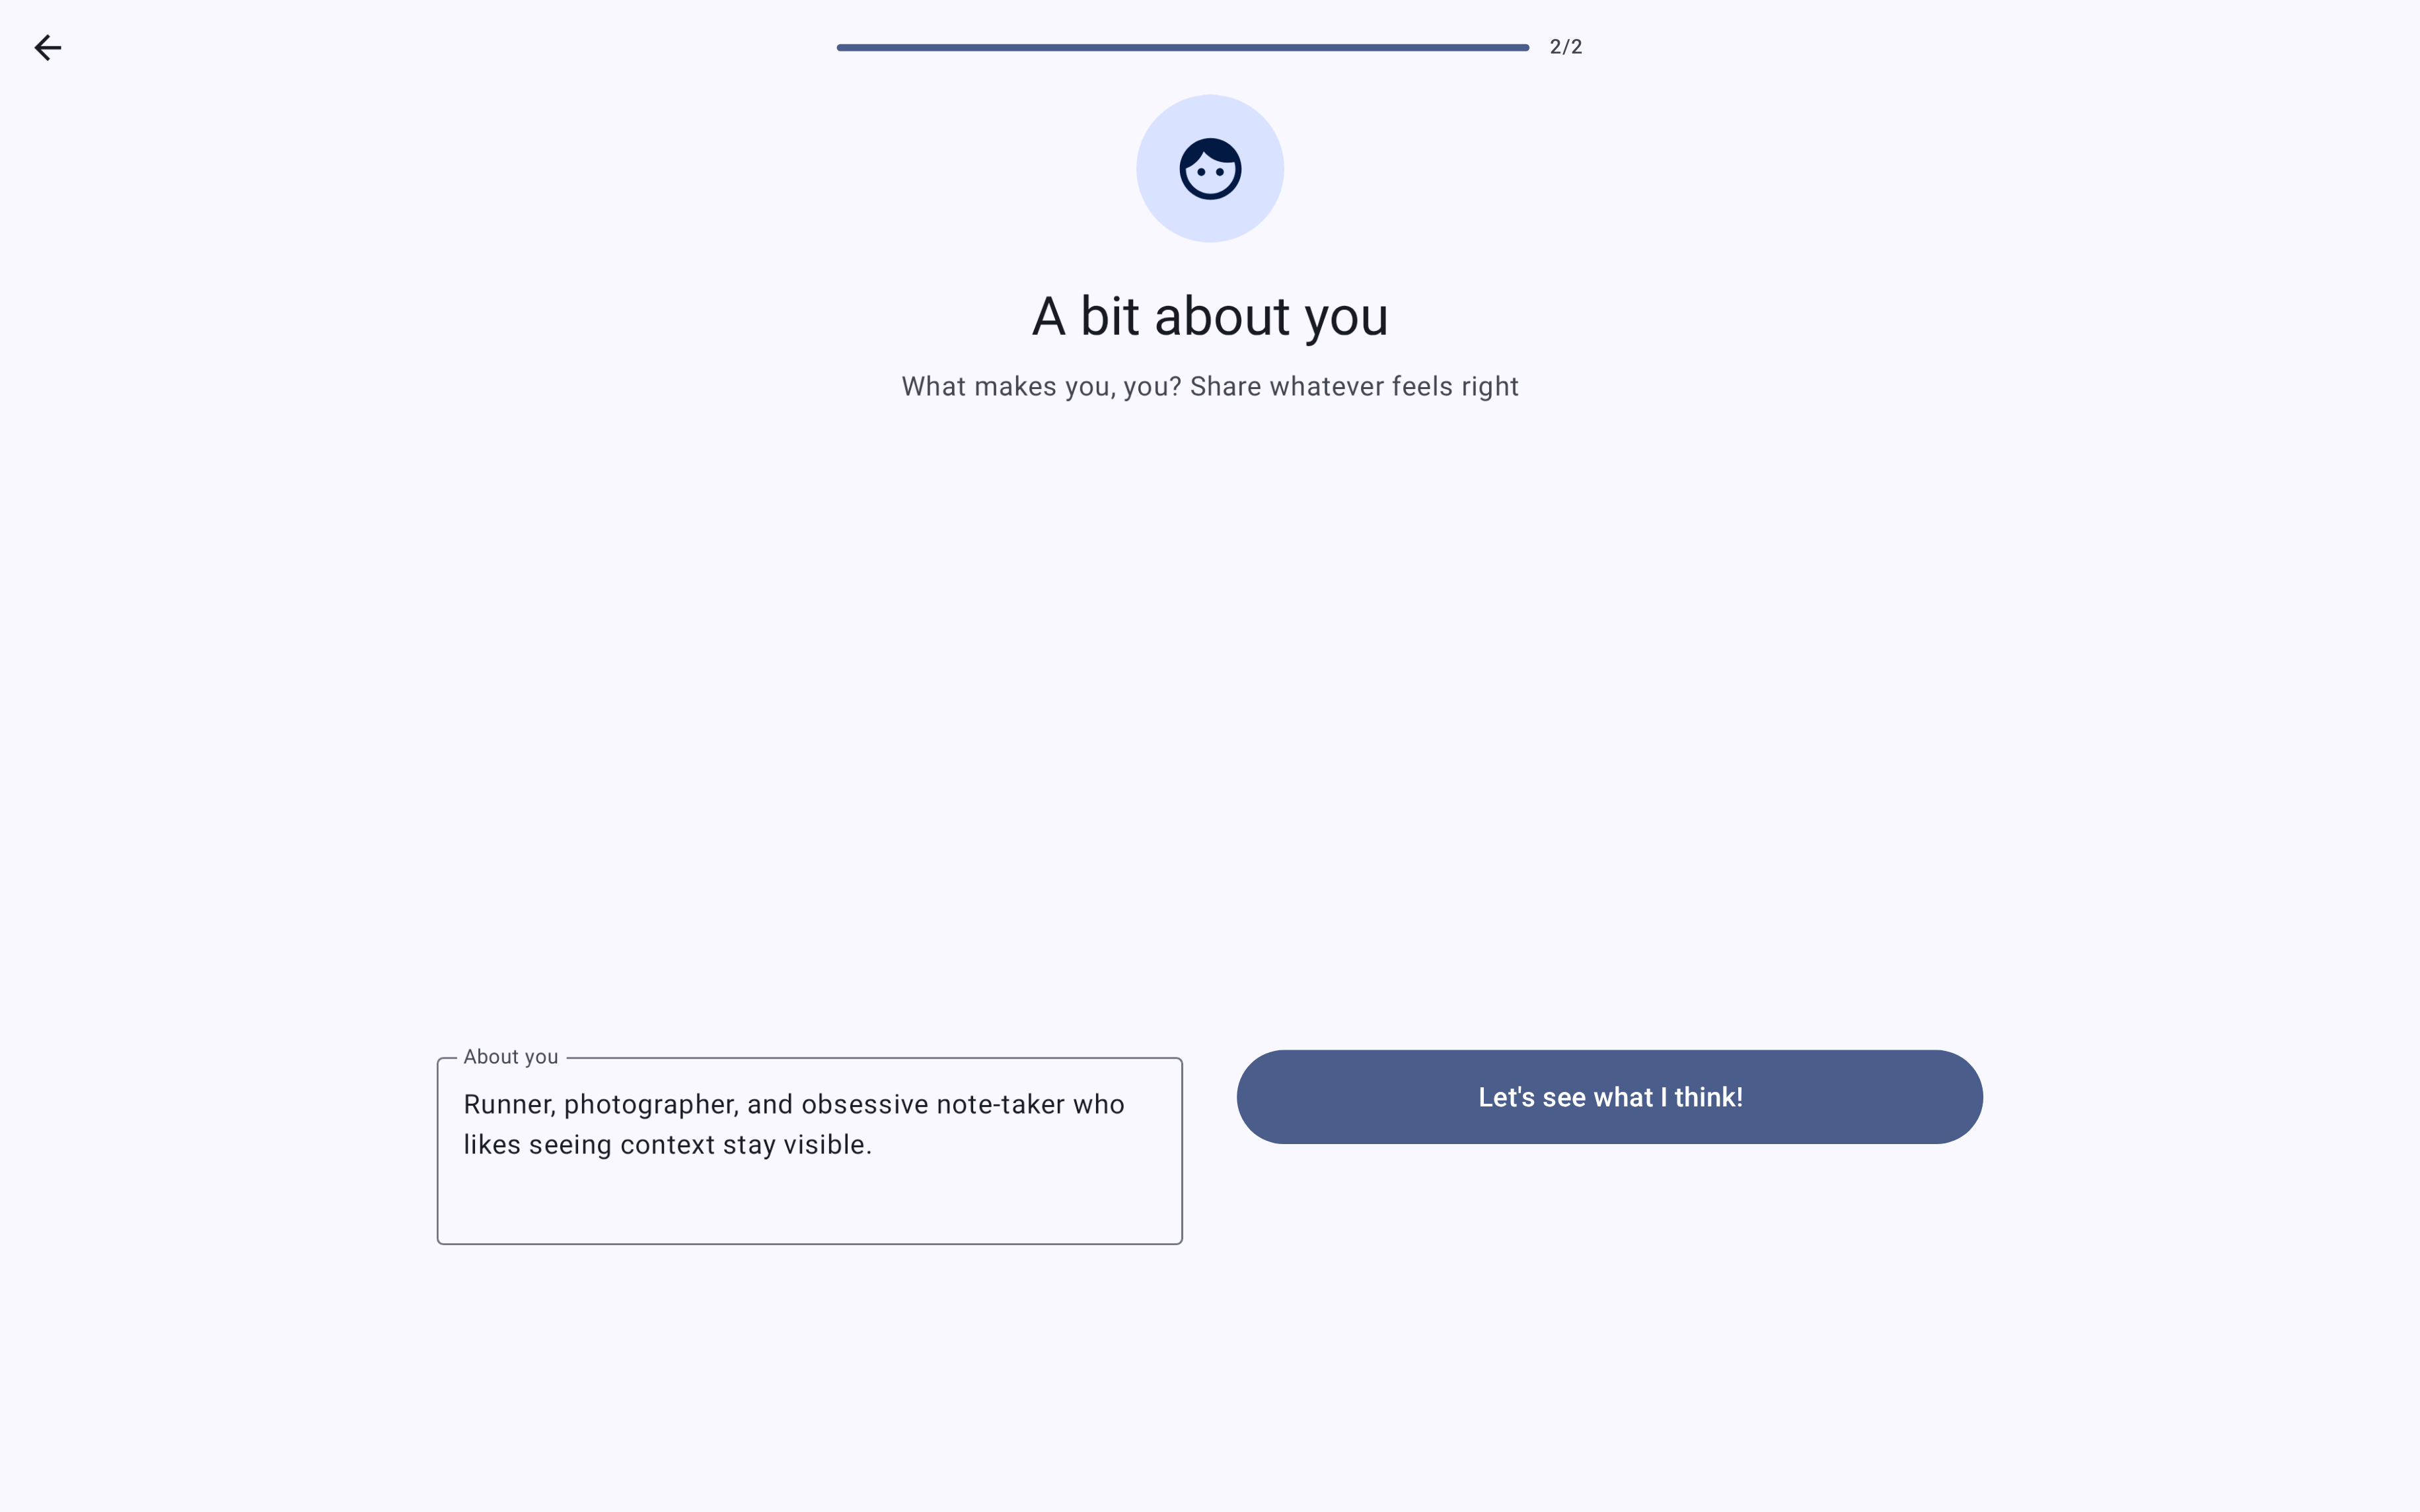 2/2
A bit about you
What makes you, you? Share whatever feels right
About you
Runner, photographer, and obsessive note-taker who
likes seeing context stay visible.
Let's see what I think!